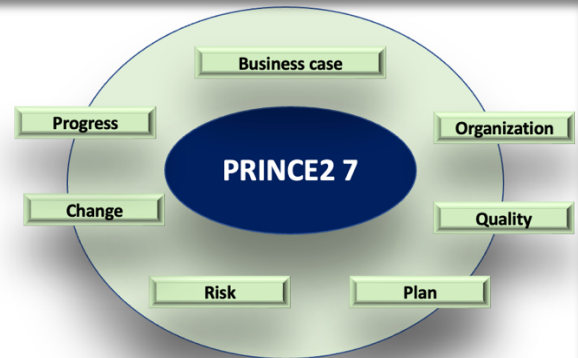 Business case
Progress
Organization
PRINCE2 7
Change
Quality
Risk
Plan